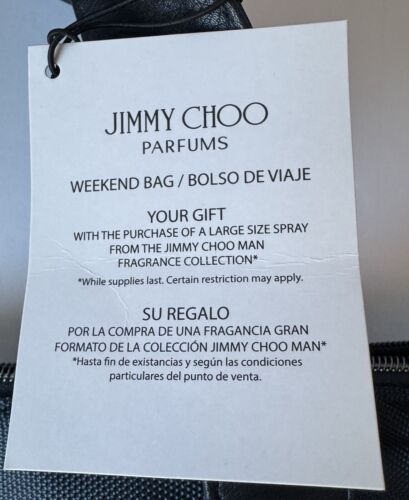 JIMMY CHOO
PARFUMS
WEEKEND BAG / BOLSO DE VIAJE
YOUR GIFT
WITH THE PURCHASE OF A LARGE SIZE SPRAY
FROM THE JIMMY CHOO MAN
FRAGRANCE COLLECTION*
*While supplies last. Certain restriction may apply.
SU REGALO
POR LA COMPRA DE UNA FRAGANCIA GRAN
FORMATO DE LA COLECCIÓN JIMMY CHOO MAN*
*Hasta fin de existancias y según las condiciones
particulares del punto de venta.